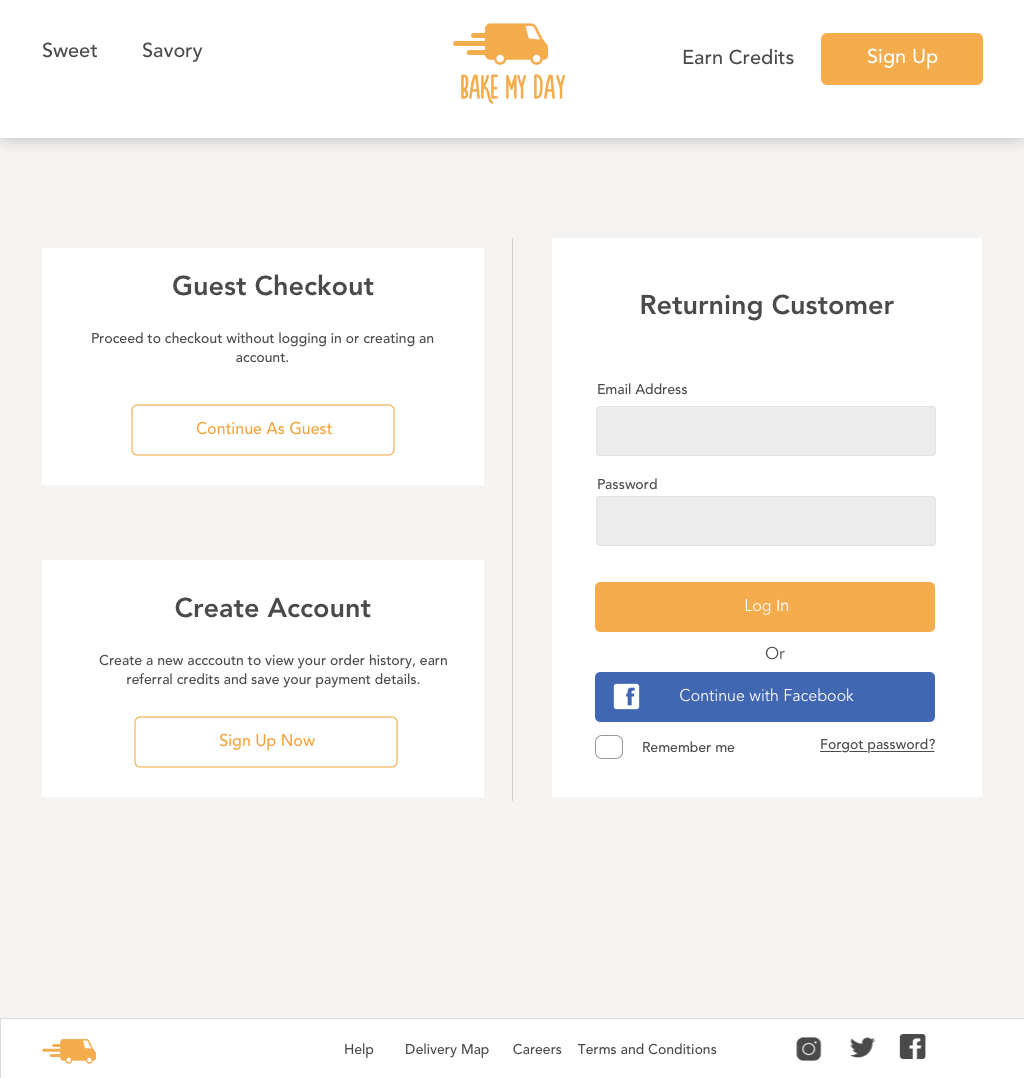 Sweet
Savory
BAKE MY DAY
Earn Credits
Sign Up
Guest Checkout
Proceed to checkout without logging in or creating an
account.
Continue As Guest
Create Account
Create a new acccoutn to view your order history, earn
referral credits and save your payment details.
Sign Up Now
Returning Customer
Email Address
Password
Log In
Or
Continue with Facebook
Remember me
Forgot password?
Help
Delivery Map
Careers
Terms and Conditions